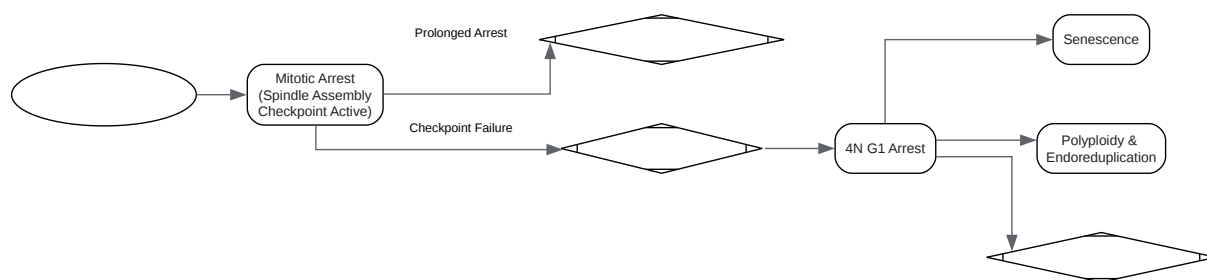 Prolonged Arrest
Senescence
Mitotic Arrest
(Spindle Assembly
Checkpoint Active)
Checkpoint Failure
4N G1 Arrest
Polyploidy &
Endoreduplication